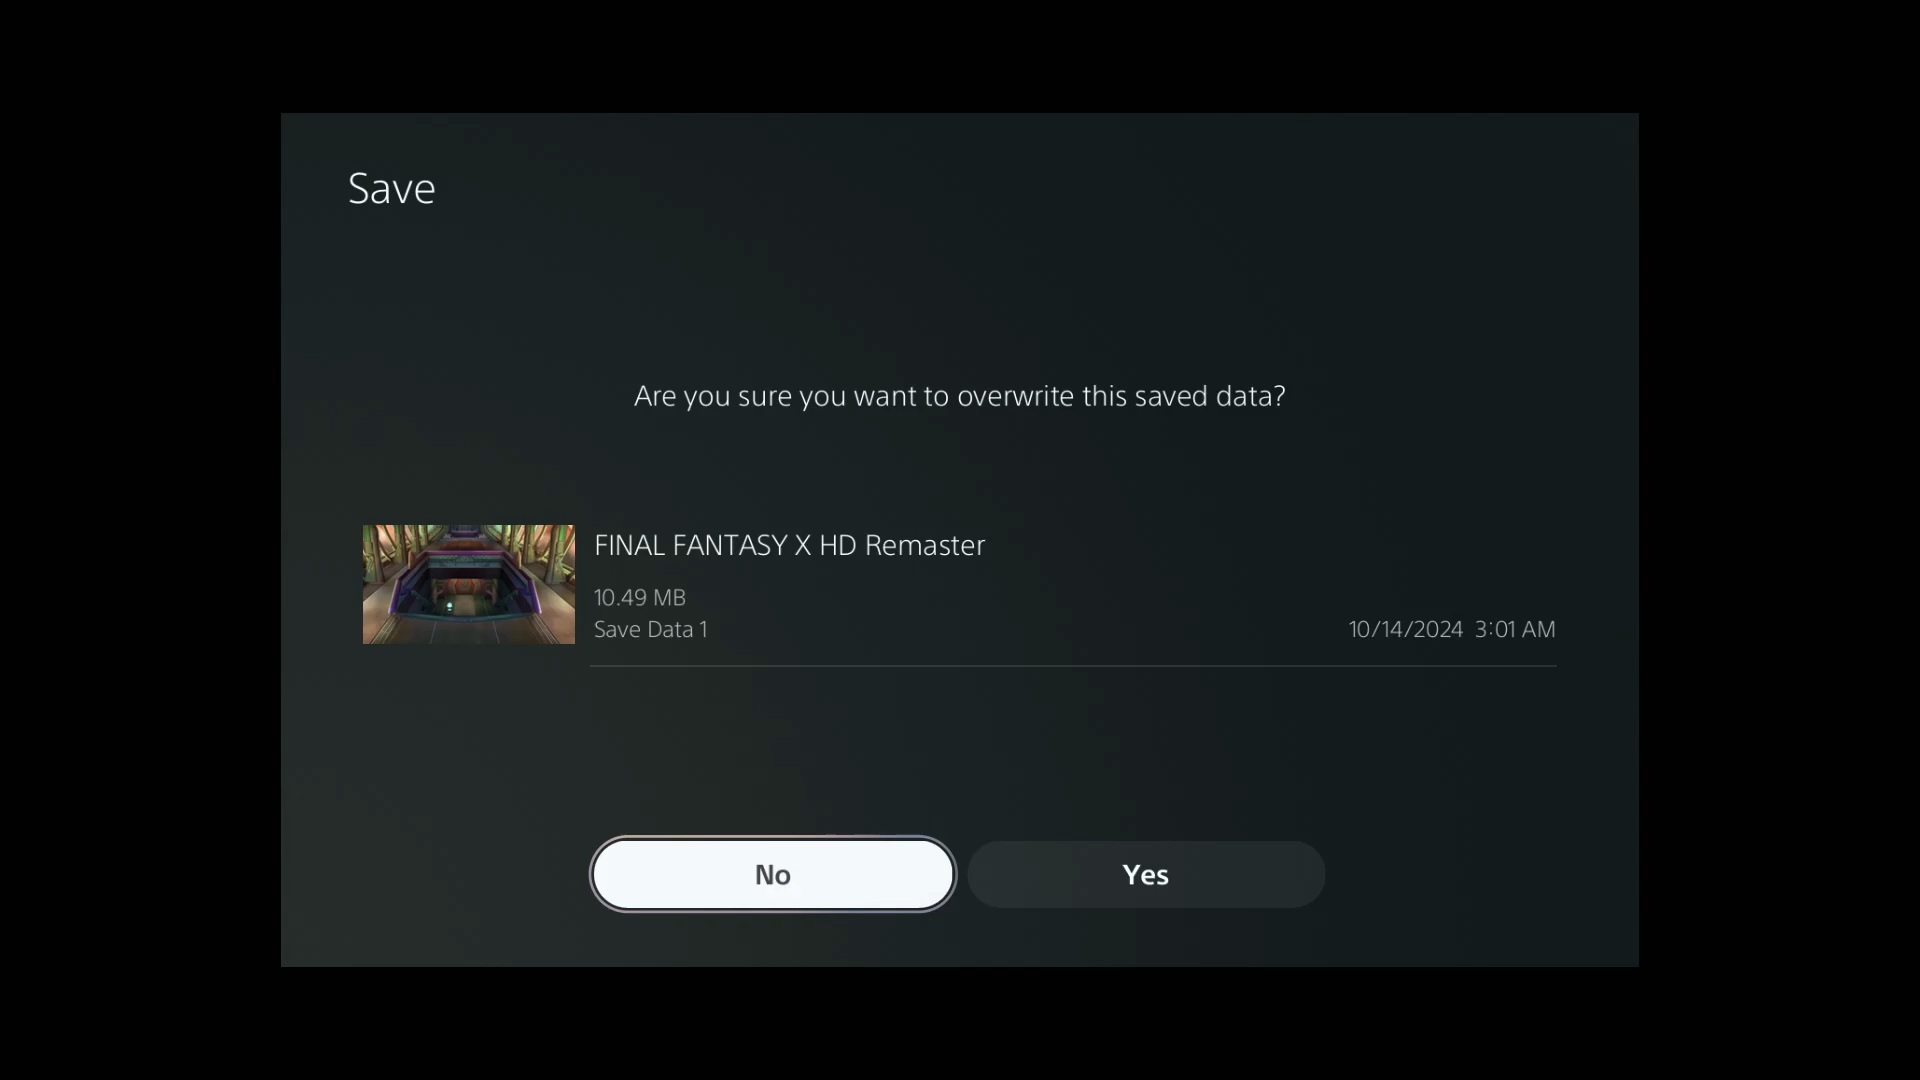 Save
Are you sure you want to overwrite this saved data?
FINAL FANTASY X HD Remaster
10.49 MB
Save Data 1
10/14/2024 3:01 AM
No
Yes